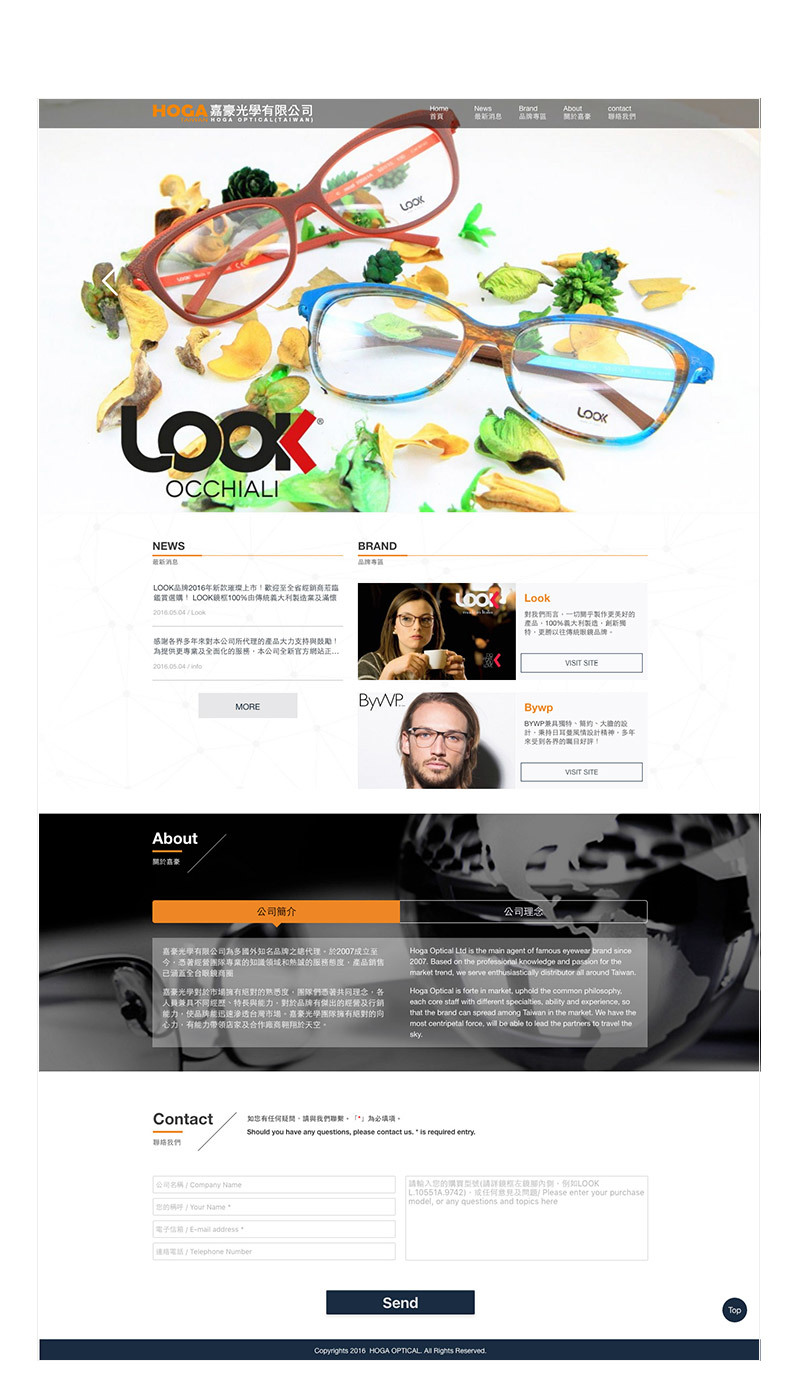 HOGA 嘉豪光學有限公司
HOGA OPTICAL(TAIWAN)
Home
首頁
News
最新消息
Brand
品牌專區
About
關於嘉豪
contact
聯絡我們
LOOK
LOOK
LOOK®
OCCHIALI
NEWS
最新消息
LOOK品牌2016年新款璀璨上市！歡迎至全省經銷商蒞臨
鑑賞選購！ LOOK鏡框100%由傳統義大利製造業及滿懷
2016.05.04 / Look
感謝各界多年來對本公司所代理的產品大力支持與鼓勵！
為提供更專業及全面化的服務，本公司全新官方網站正...
2016.05.04 / info
MORE
BRAND
品牌專區
LOOK
Look
對我們而言，一切關乎製作更美好的
產品，100%義大利製造，創新獨
特，更勝以往傳統眼鏡品牌。
VISIT SITE
ByWP
Bywp
BYWP兼具獨特、簡約、大膽的設
計，秉持日耳曼風情設計精神，多年
來受到各界的矚目好評！
VISIT SITE
About
關於嘉豪
公司簡介
公司理念
嘉豪光學有限公司為多國外知名品牌之總代理。於2007成立至
今，憑著經營團隊專業的知識領域和熱誠的服務態度，產品銷售
已涵蓋全台眼鏡商圈
嘉豪光學對於市場擁有絕對的熟悉度，團隊們憑著共同理念，各
人員兼具不同經歷、特長與能力，對於品牌有傑出的經營及行銷
能力，使品牌能迅速滲透台灣市場。嘉豪光學團隊擁有絕對的向
心力，有能力帶領店家及合作廠商翱翔於天空。
Hoga Optical Ltd is the main agent of famous eyewear brand since
2007. Based on the professional knowledge and passion for the
market trend, we serve enthusiastically distributor all around Taiwan.
Hoga Optical is forte in market, uphold the common philosophy,
each core staff with different specialties, ability and experience, so
that the brand can spread among Taiwan in the market. We have the
most centripetal force, will be able to lead the partners to travel the
sky.
Contact
聯絡我們
如您有任何疑問，請與我們聯繫。「*」為必填項。
Should you have any questions, please contact us. * is required entry.
公司名稱 / Company Name
您的稱呼 / Your Name *
電子信箱 / E-mail address *
連絡電話 / Telephone Number
請輸入您的購買型號(請詳鏡框左鏡腳內側，例如LOOK
L.10551A.9742)、或任何意見及問題/ Please enter your purchase
model, or any questions and topics here
Send
Top
Copyrights 2016 HOGA OPTICAL. All Rights Reserved.